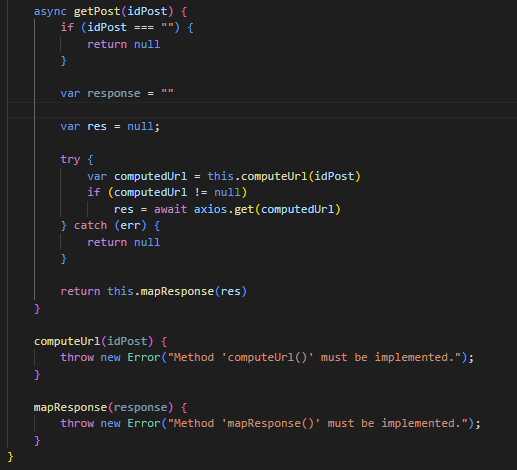 async getPost(idPost) {
if (idPost === "") {
return null
}
var response = ""
var res = null;
try {
var computedUrl = this.computeUrl(idPost)
if (computedUrl != null)
res = await axios.get(computedUrl)
} catch (err) {
return null
}
return this.mapResponse(res)
}
computeUrl(idPost) {
throw new Error("Method 'computeUrl()' must be implemented.");
}
mapResponse(response) {
throw new Error("Method 'mapResponse()' must be implemented.");
}
}